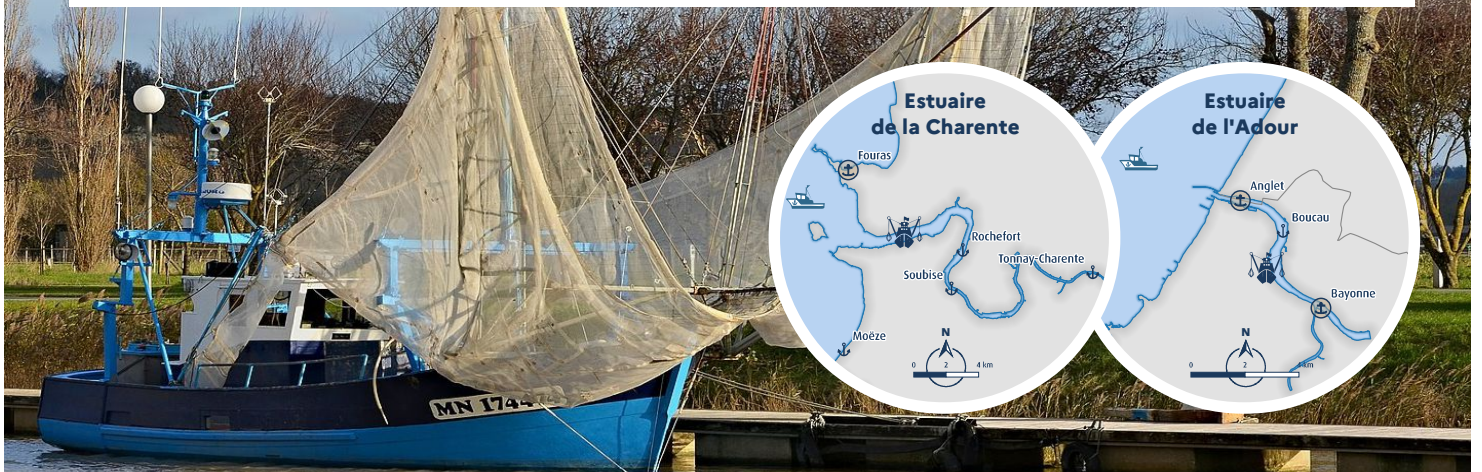 MN 1744
Estuaire
de la Charente
Fouras
Rochefort
Tonnay-Charente
Soubise
Moëze
N
0 2 4 km
Estuaire
de l'Adour
Anglet
Boucau
Bayonne
N
0 2 km